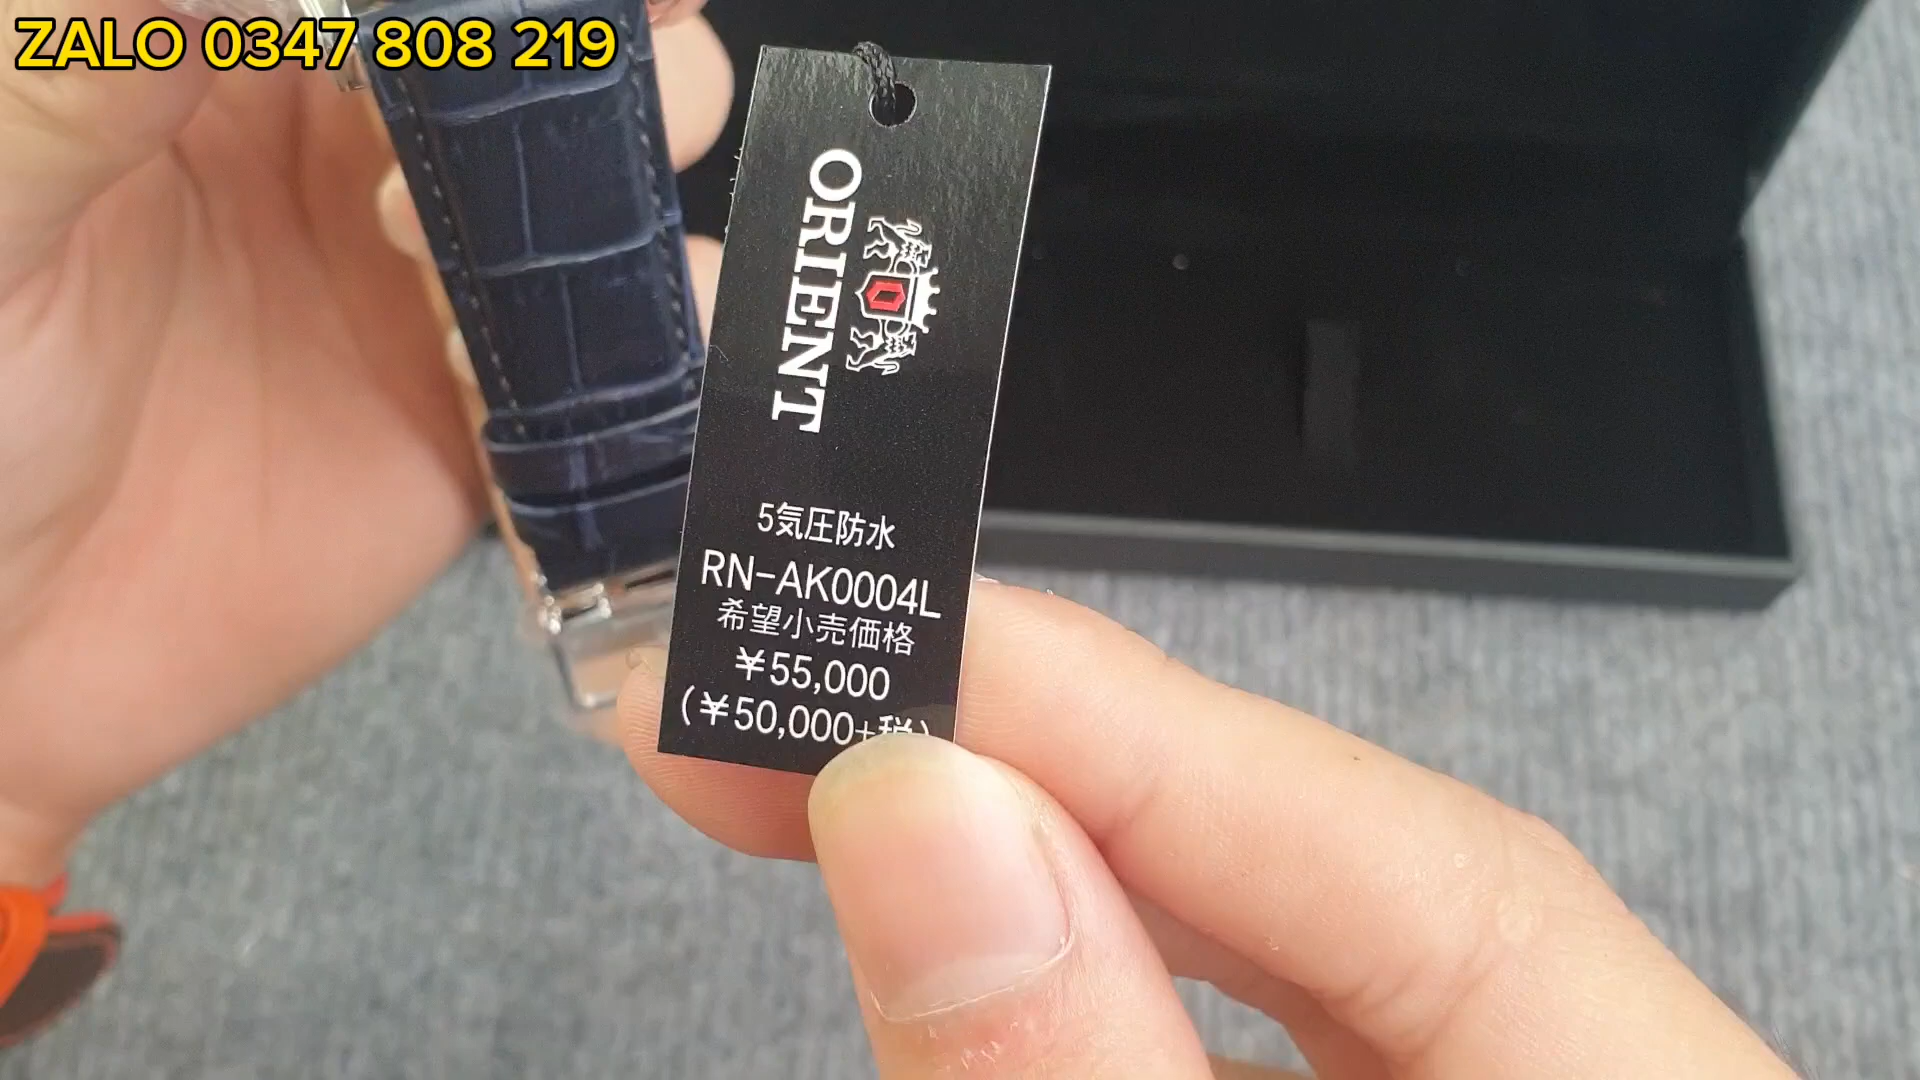 ZALO 0347 808 219
ORIENT
5気圧防水
RN-AK0004L
希望小売価格
¥55,000
(¥50,000+税)